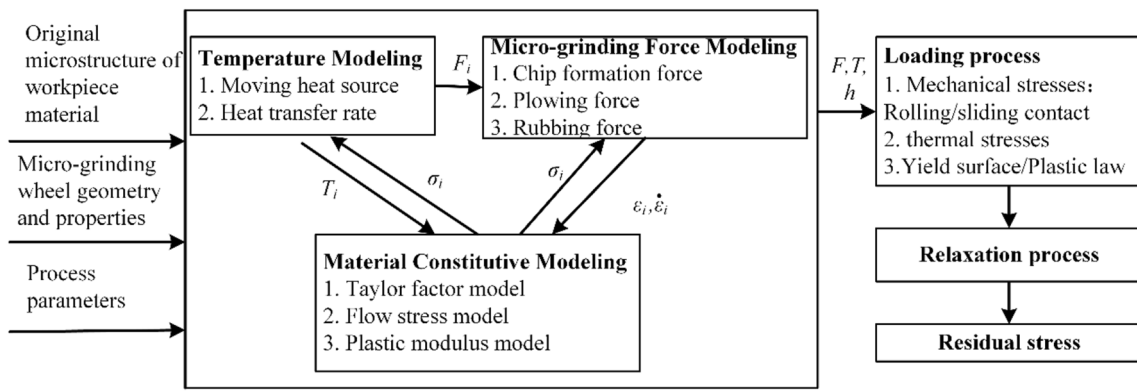 Original
microstructure of
workpiece
material
Micro-grinding
wheel geometry
and properties
Process
parameters
Temperature Modeling
1. Moving heat source
2. Heat transfer rate
F_i
Micro-grinding Force Modeling
1. Chip formation force
2. Plowing force
3. Rubbing force
T_i
σ_i
σ_i
ε_i,ε̇_i
Material Constitutive Modeling
1. Taylor factor model
2. Flow stress model
3. Plastic modulus model
F,T,
h
Loading process
1. Mechanical stresses：
Rolling/sliding contact
2. thermal stresses
3.Yield surface/Plastic law
Relaxation process
Residual stress